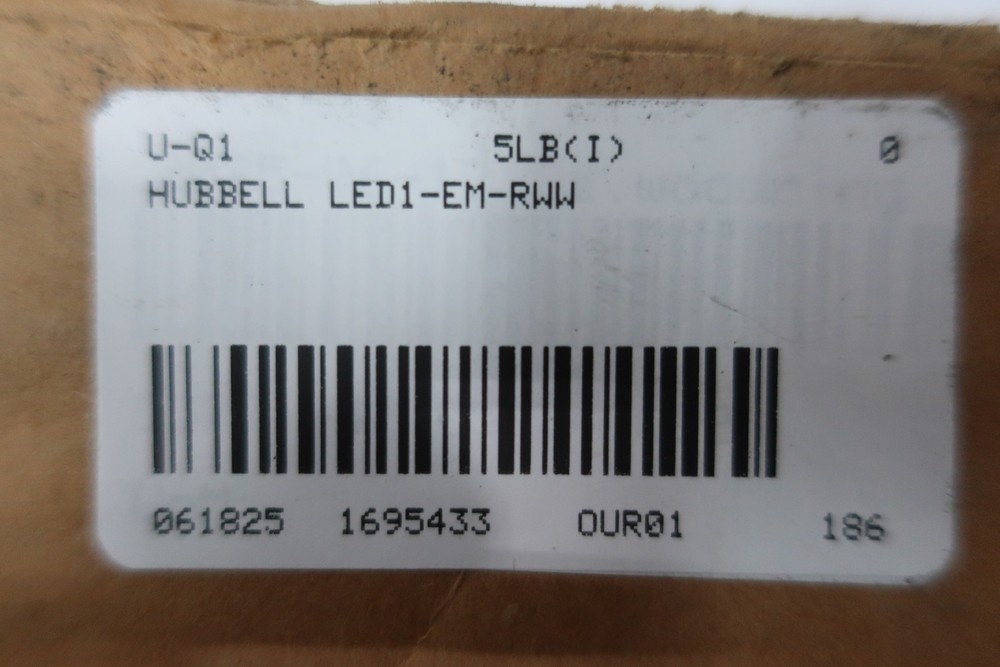 U-Q1 5LB(I) 0
HUBBELL LED1-EM-RWW
061825 1695433 OUR01 186